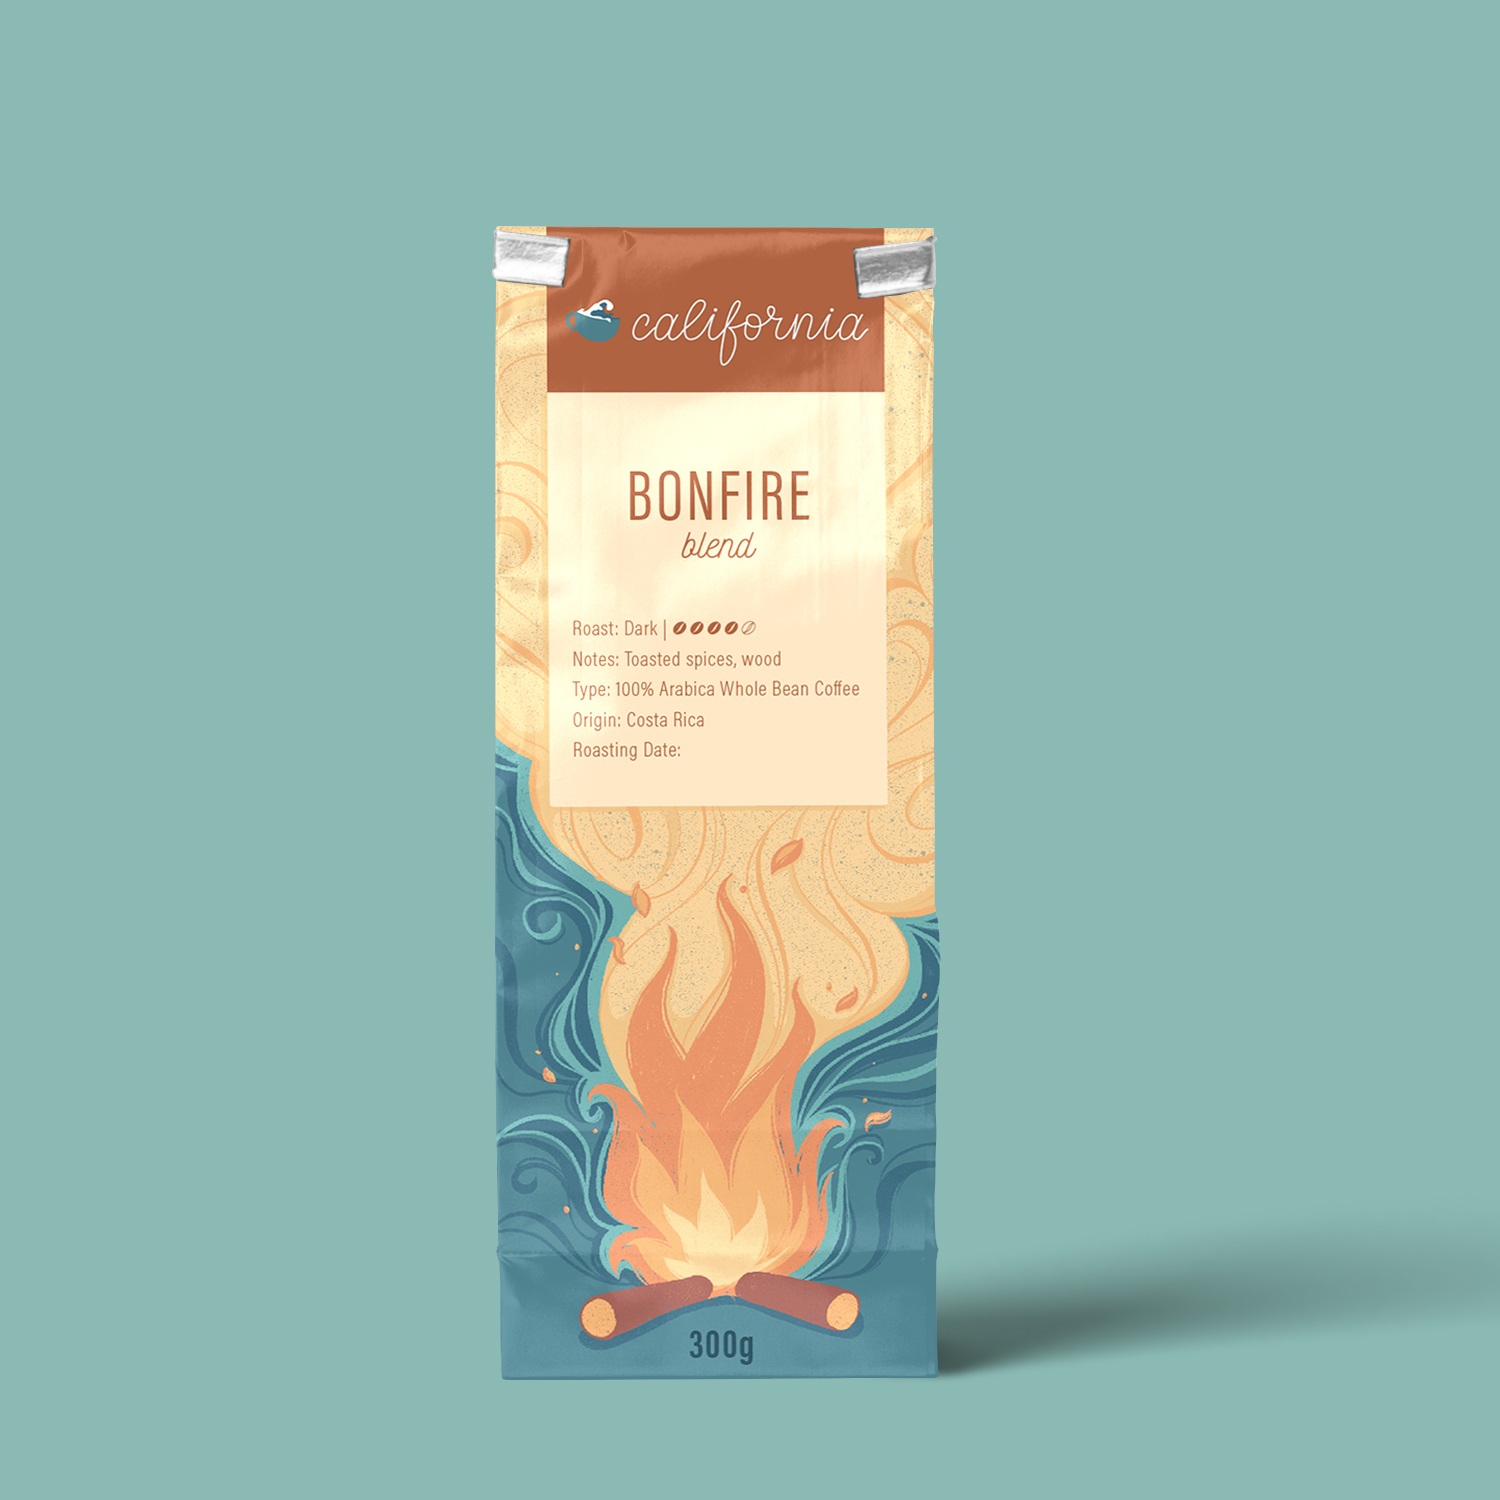 california
BONFIRE
blend
Roast: Dark |
Notes: Toasted spices, wood
Type: 100% Arabica Whole Bean Coffee
Origin: Costa Rica
Roasting Date:
300g